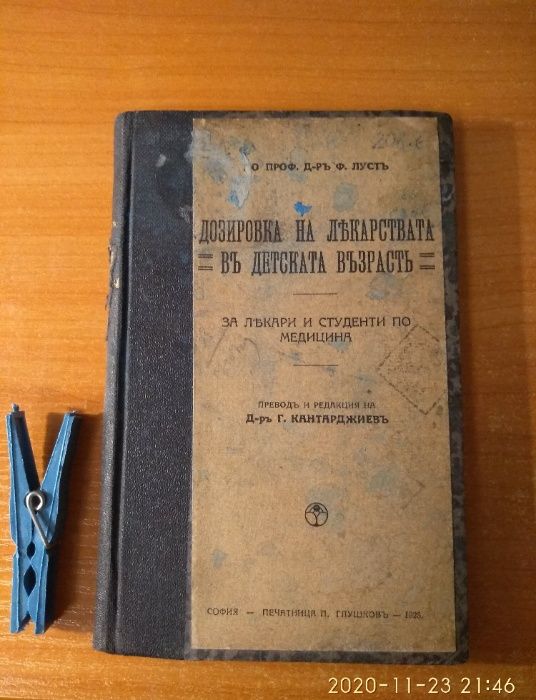 ПО ПРОФ. Д-РЪ Ф. ЛУСТЪ
ДОЗИРОВКА НА ЛѢКАРСТВАТА
ВЪ ДЕТСКАТА ВЪЗРАСТЬ
ЗА ЛѢКАРИ И СТУДЕНТИ ПО
МЕДИЦИНА
ПРЕВОДЪ И РЕДАКЦИЯ НА
Д-РЪ Г. КАНТАРДЖИЕВЪ
СОФИЯ — ПЕЧАТНИЦА П. ГЛУШКОВЪ —
2020-11-23 21:46